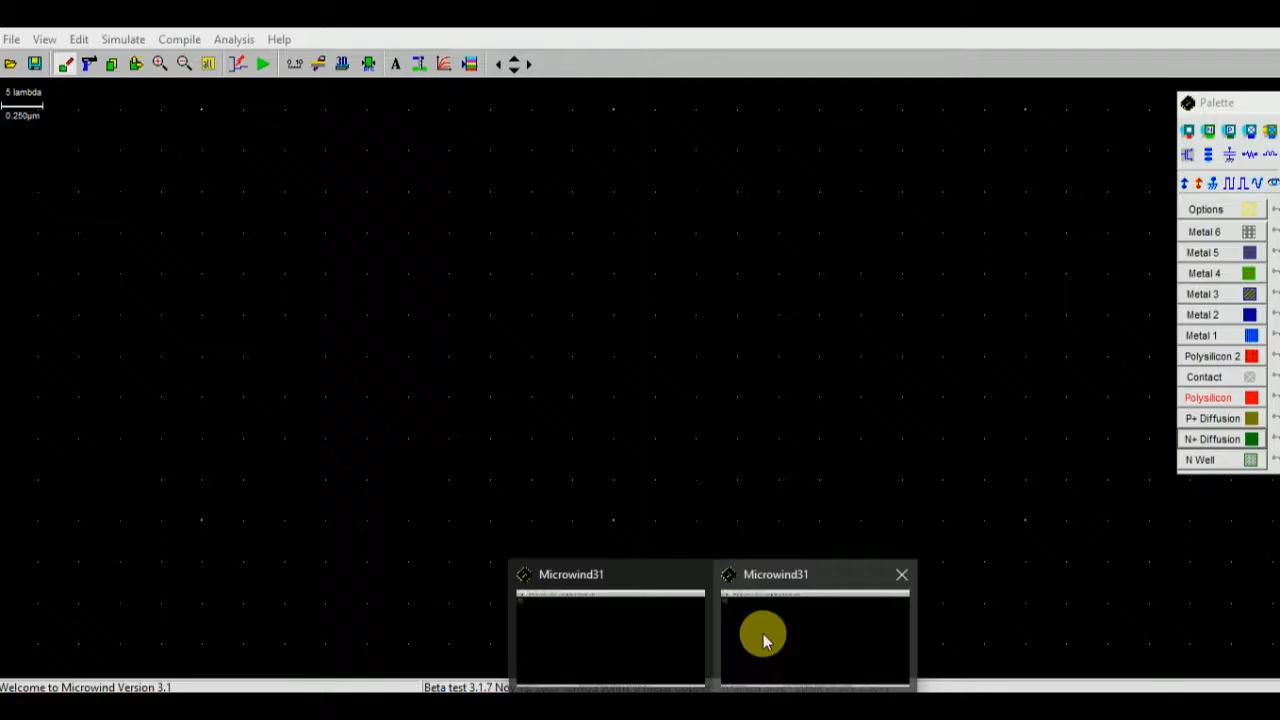 File View Edit Simulate Compile Analysis Help
5 lambda
0.250µm
Palette
Options
Metal 6
Metal 5
Metal 4
Metal 3
Metal 2
Metal 1
Polysilicon 2
Contact
Polysilicon
P+ Diffusion
N+ Diffusion
N Well
Microwind31
Microwind31
Welcome to Microwind Version 3.1
Beta test 3.1.7